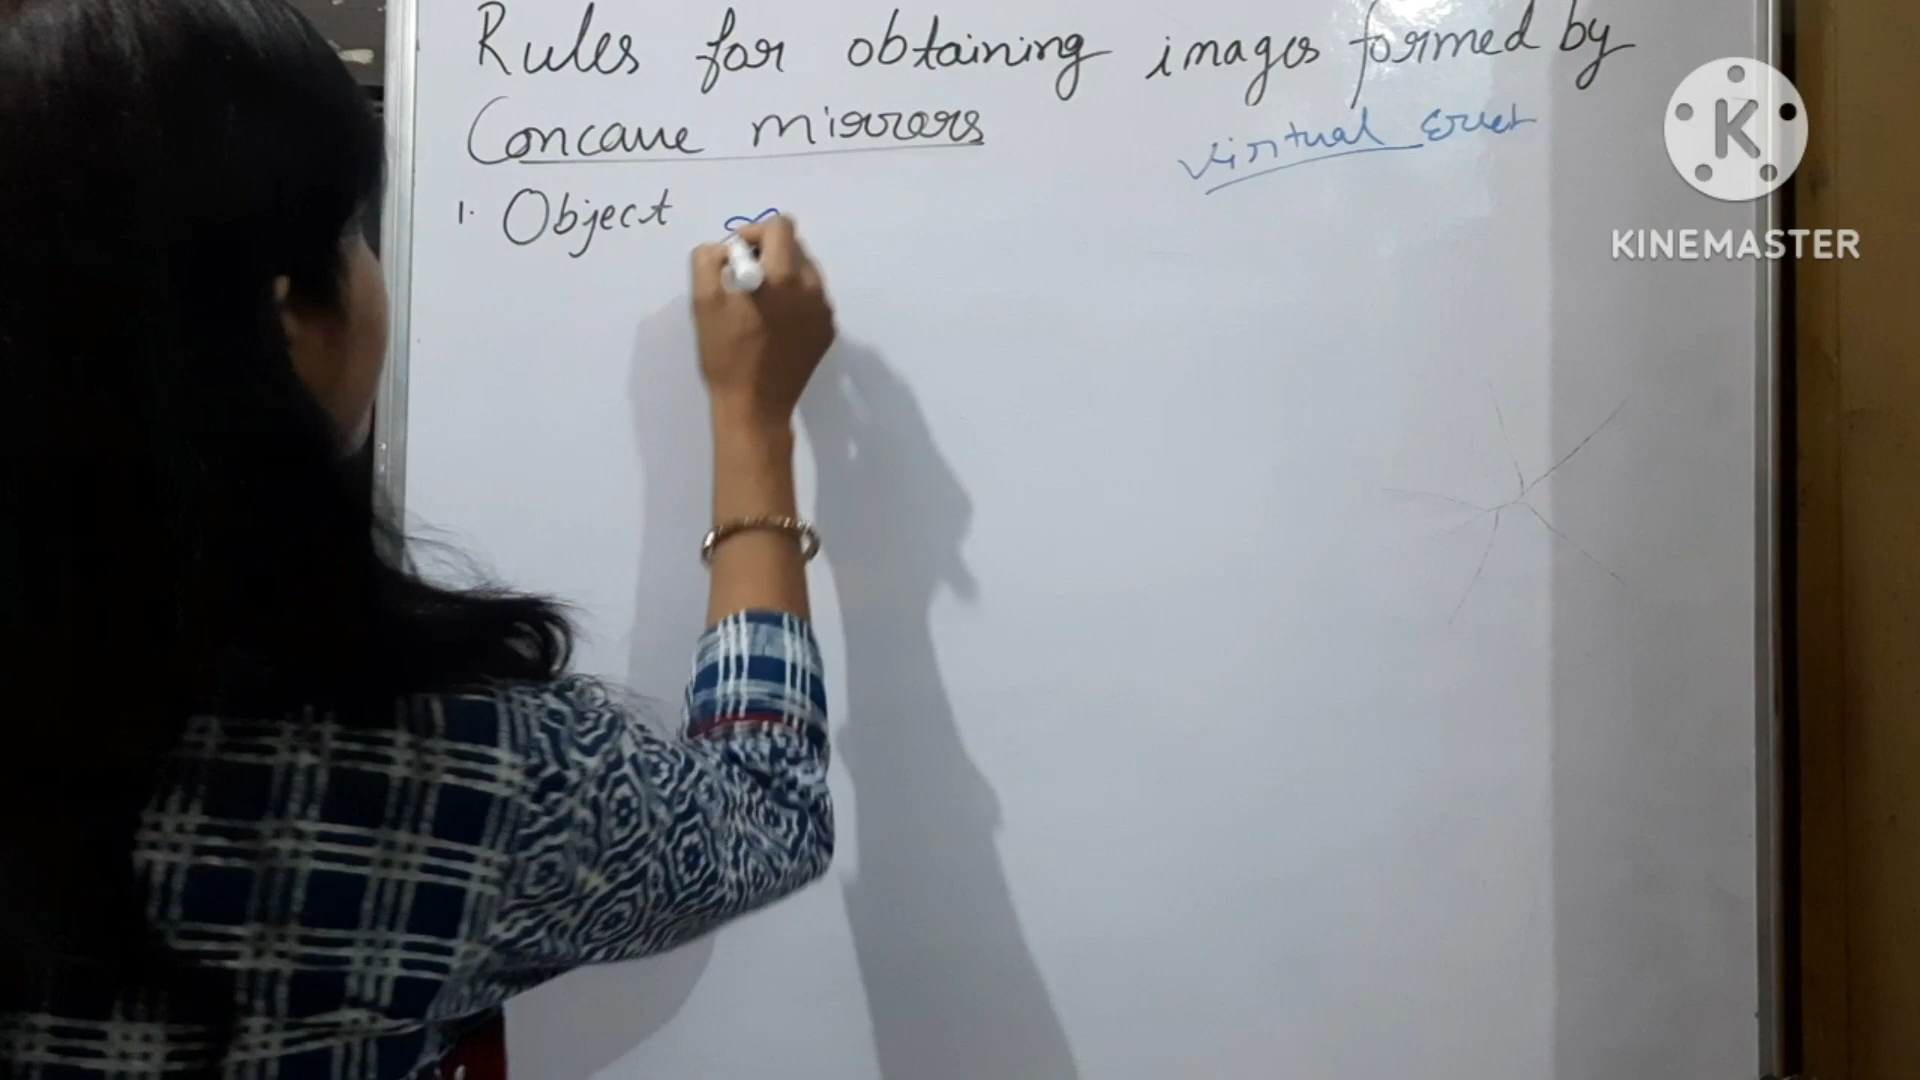 Rules for obtaining images formed by
Concave mirrors
virtual Erect
1. Object
K
KINEMASTER